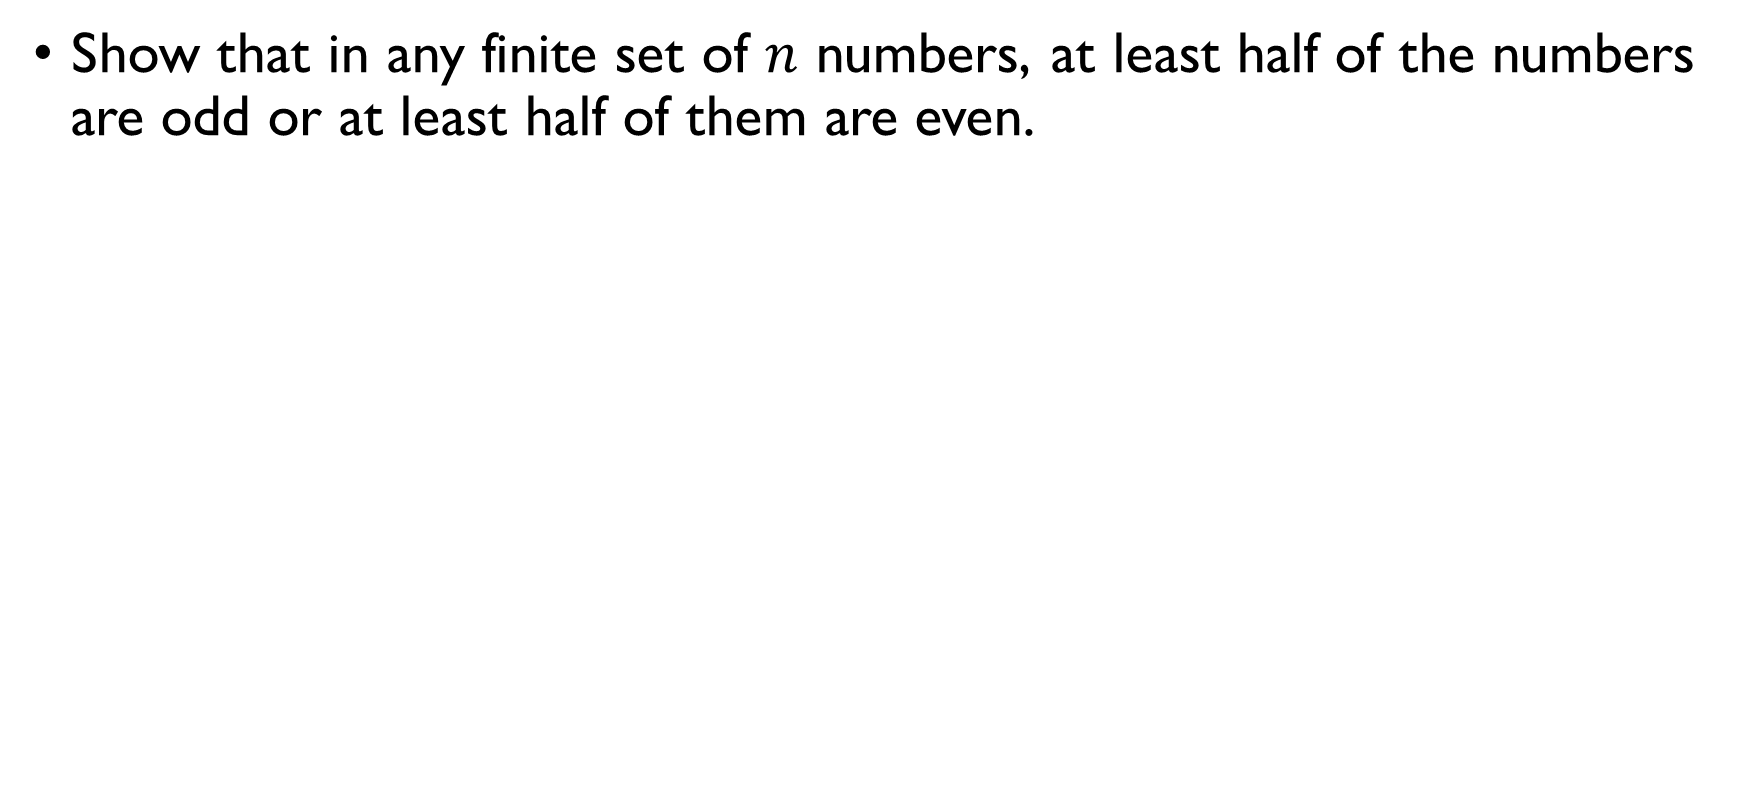 • Show that in any finite set of n numbers, at least half of the numbers
are odd or at least half of them are even.